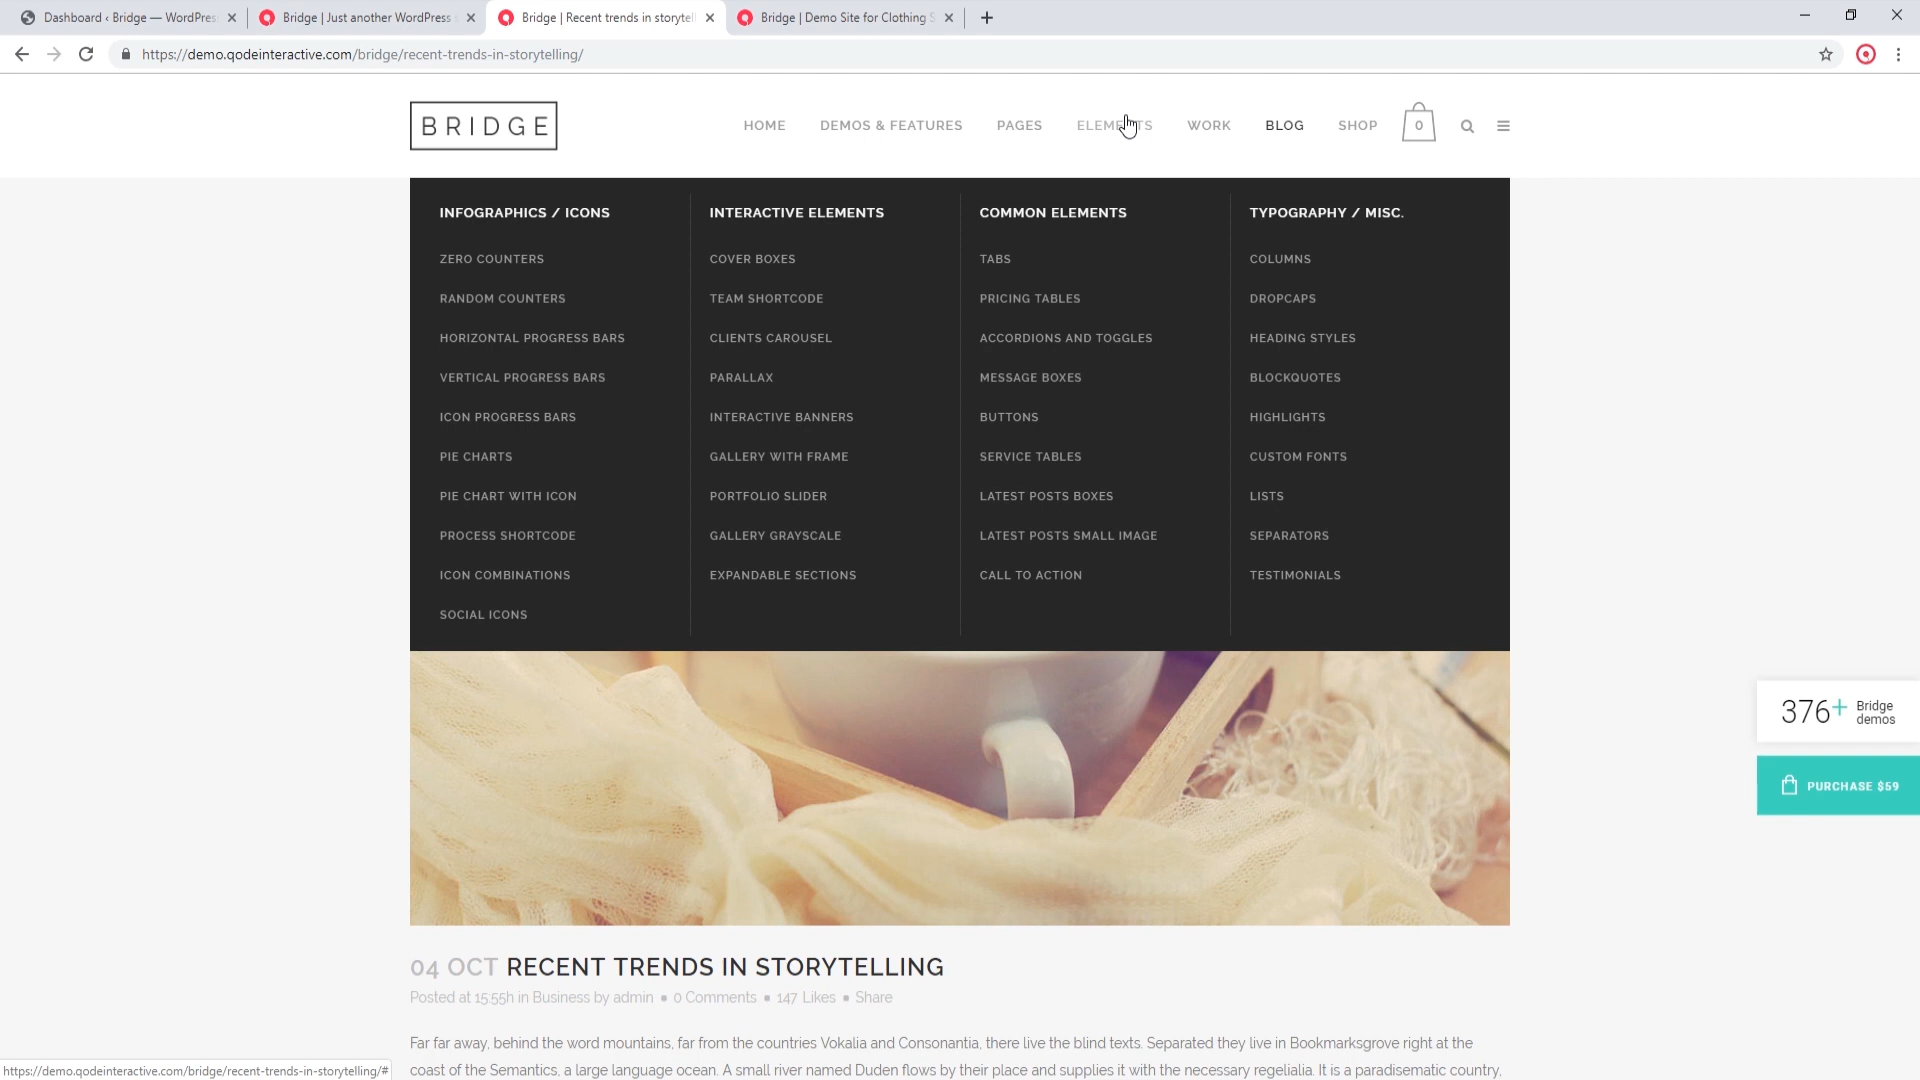 Dashboard ‹ Bridge — WordPres
Bridge | Just another WordPress s
Bridge | Recent trends in storytell
Bridge | Demo Site for Clothing S
https://demo.qodeinteractive.com/bridge/recent-trends-in-storytelling/
BRIDGE
HOME
DEMOS & FEATURES
PAGES
ELEMENTS
WORK
BLOG
SHOP
0
INFOGRAPHICS / ICONS
ZERO COUNTERS
RANDOM COUNTERS
HORIZONTAL PROGRESS BARS
VERTICAL PROGRESS BARS
ICON PROGRESS BARS
PIE CHARTS
PIE CHART WITH ICON
PROCESS SHORTCODE
ICON COMBINATIONS
SOCIAL ICONS
INTERACTIVE ELEMENTS
COVER BOXES
TEAM SHORTCODE
CLIENTS CAROUSEL
PARALLAX
INTERACTIVE BANNERS
GALLERY WITH FRAME
PORTFOLIO SLIDER
GALLERY GRAYSCALE
EXPANDABLE SECTIONS
COMMON ELEMENTS
TABS
PRICING TABLES
ACCORDIONS AND TOGGLES
MESSAGE BOXES
BUTTONS
SERVICE TABLES
LATEST POSTS BOXES
LATEST POSTS SMALL IMAGE
CALL TO ACTION
TYPOGRAPHY / MISC.
COLUMNS
DROPCAPS
HEADING STYLES
BLOCKQUOTES
HIGHLIGHTS
CUSTOM FONTS
LISTS
SEPARATORS
TESTIMONIALS
376+ Bridge
demos
PURCHASE $59
04 OCT RECENT TRENDS IN STORYTELLING
Posted at 15:55h in Business by admin ▪ 0 Comments ▪ 147 Likes ▪ Share
Far far away, behind the word mountains, far from the countries Vokalia and Consonantia, there live the blind texts. Separated they live in Bookmarksgrove right at the
coast of the Semantics, a large language ocean. A small river named Duden flows by their place and supplies it with the necessary regelialia. It is a paradisematic country,
https://demo.qodeinteractive.com/bridge/recent-trends-in-storytelling/#